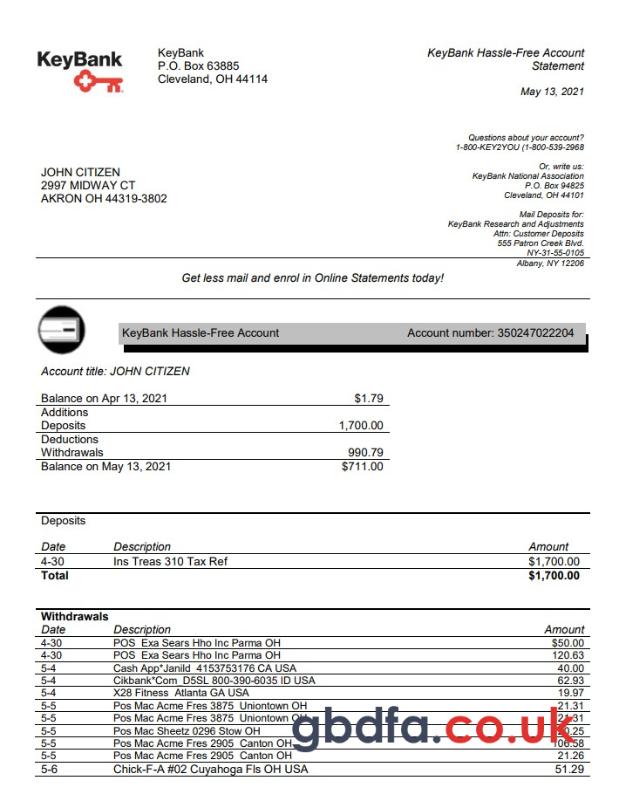 KeyBank
KeyBank
P.O. Box 63885
Cleveland, OH 44114
KeyBank Hassle-Free Account
Statement
May 13, 2021
Questions about your account?
1-800-KEY2YOU (1-800-539-2968
Or, write us:
KeyBank National Association
P.O. Box 94825
Cleveland, OH 44101
Mail Deposits for:
KeyBank Research and Adjustments
Attn: Customer Deposits
555 Patron Creek Blvd.
NY-31-55-0105
Albany, NY 12206
JOHN CITIZEN
2997 MIDWAY CT
AKRON OH 44319-3802
Get less mail and enrol in Online Statements today!
KeyBank Hassle-Free Account Account number: 350247022204
Account title: JOHN CITIZEN
Balance on Apr 13, 2021 $1.79
Additions
Deposits 1,700.00
Deductions
Withdrawals 990.79
Balance on May 13, 2021 $711.00
Deposits
Date Description Amount
4-30 Ins Treas 310 Tax Ref $1,700.00
Total $1,700.00
Withdrawals
Date Description Amount
4-30 POS Exa Sears Hho Inc Parma OH $50.00
4-30 POS Exa Sears Hho Inc Parma OH 120.63
5-4 Cash App*Janild 4153753176 CA USA 40.00
5-4 Cikbank*Com_D5SL 800-390-6035 ID USA 62.93
5-4 X28 Fitness Atlanta GA USA 19.97
5-5 Pos Mac Acme Fres 3875 Uniontown OH 21.31
5-5 Pos Mac Acme Fres 3875 Uniontown OH
5-5 Pos Mac Sheetz 0296 Stow OH
5-5 Pos Mac Acme Fres 2905 Canton OH 106.58
5-5 Pos Mac Acme Fres 2905 Canton OH 21.26
5-6 Chick-F-A #02 Cuyahoga Fls OH USA 51.29
gbdfa.co.uk